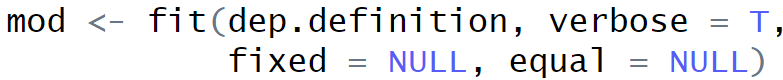 mod <- fit(dep.definition, verbose = T,
fixed = NULL, equal = NULL)